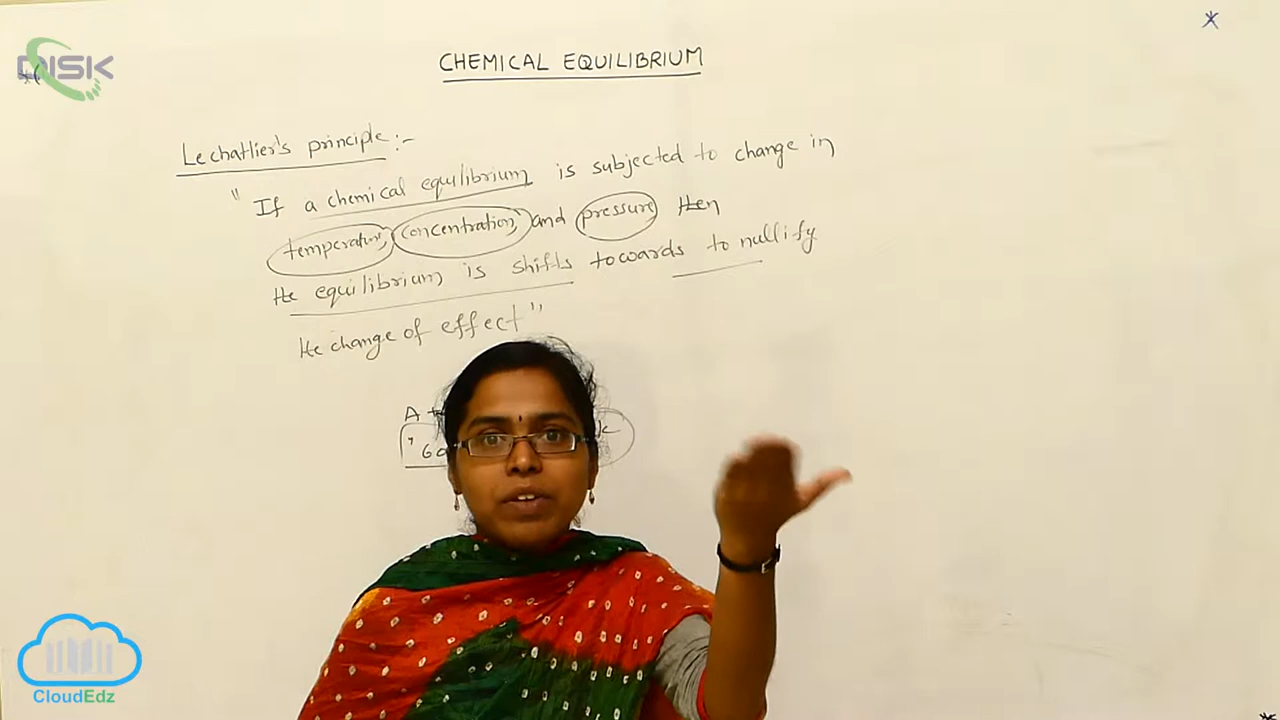 CHEMICAL EQUILIBRIUM
Lechatlier's principle:-
"If a chemical equilibrium is subjected to change in
temperature, concentration, and pressure then
the equilibrium is shifts towards to nullify
the change of effect"
A +
CloudEdz